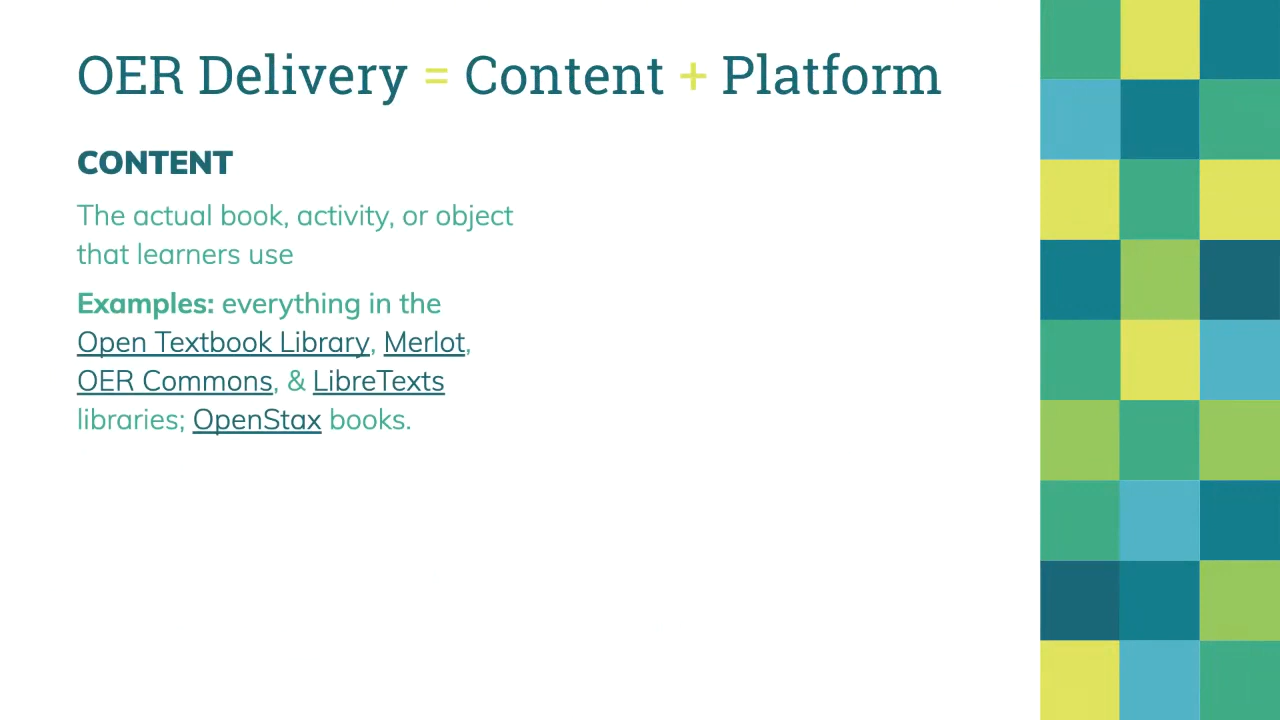 OER Delivery = Content + Platform
CONTENT
The actual book, activity, or object
that learners use
Examples: everything in the
Open Textbook Library, Merlot,
OER Commons, & LibreTexts
libraries; OpenStax books.